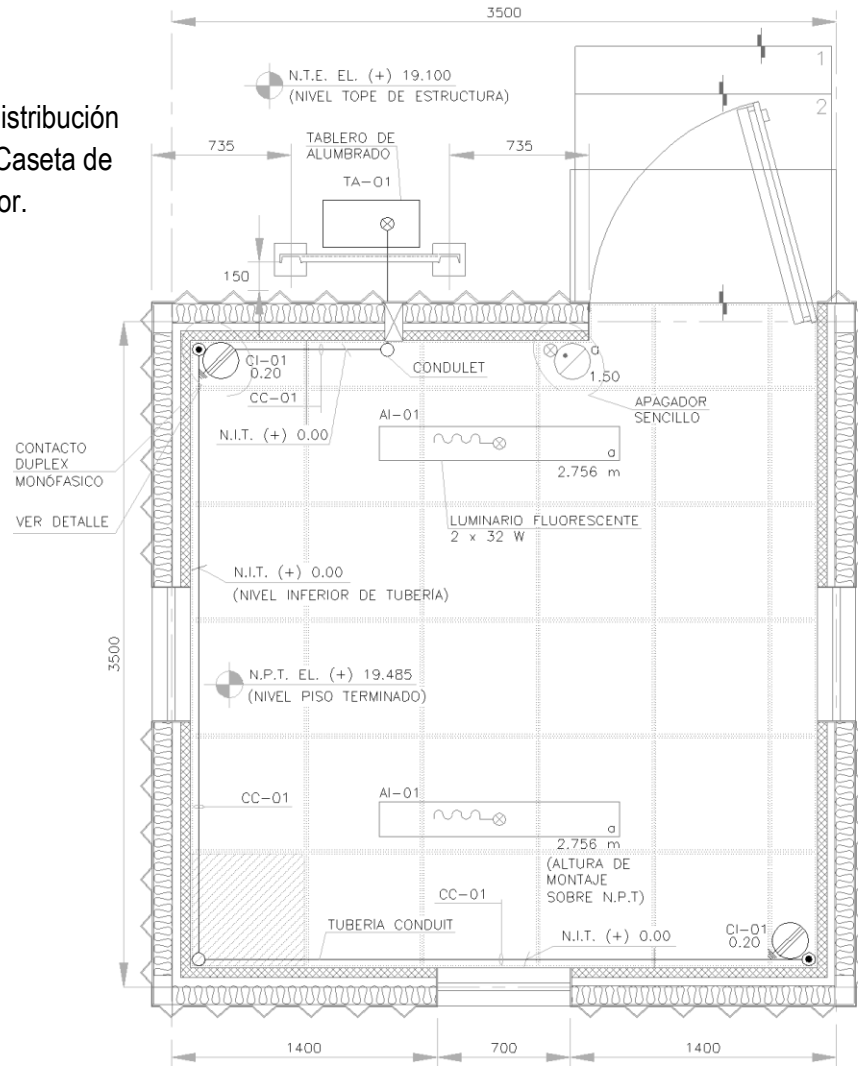 3500
N.T.E. EL. (+) 19.100
(NIVEL TOPE DE ESTRUCTURA)
1
2
istribución
Caseta de
or.
735
TABLERO DE
ALUMBRADO
735
TA-01
150
CI-01
0.20
CC-01
N.I.T. (+) 0.00
CONDULET
a
1.50
APAGADOR
SENCILLO
CONTACTO
DUPLEX
MONÓFASICO
VER DETALLE
AI-01
a
2.756 m
LUMINARIO FLUORESCENTE
2 x 32 W
N.I.T. (+) 0.00
(NIVEL INFERIOR DE TUBERÍA)
3500
N.P.T. EL. (+) 19.485
(NIVEL PISO TERMINADO)
CC-01
AI-01
a
2.756 m
(ALTURA DE
MONTAJE
SOBRE N.P.T)
CC-01
TUBERIA CONDUIT
N.I.T. (+) 0.00
CI-01
0.20
1400
700
1400